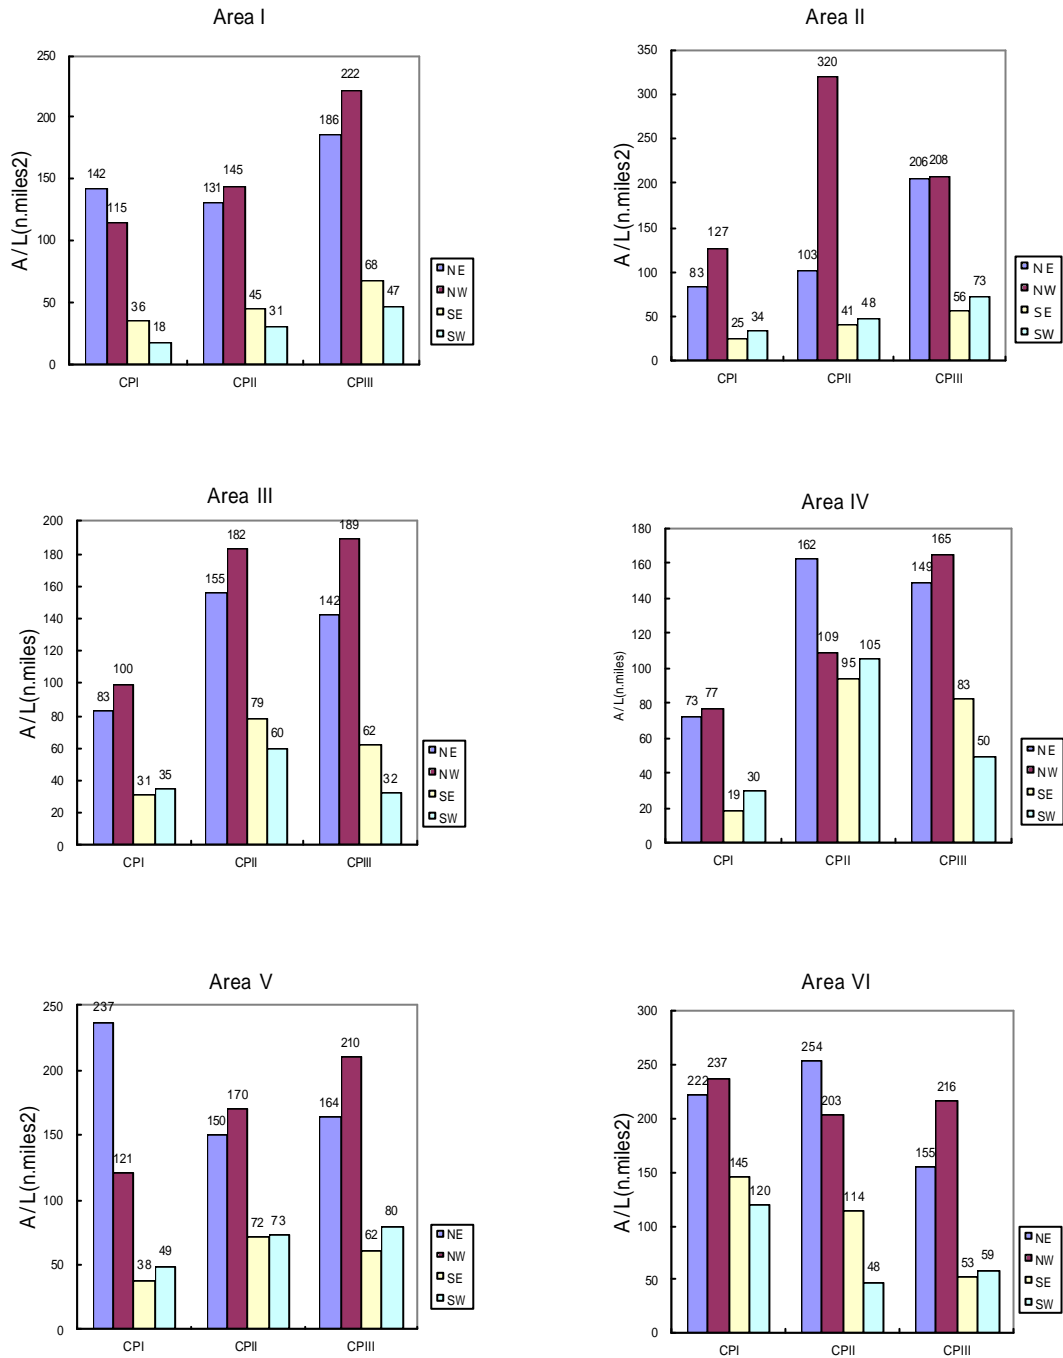 Area I
A/L(n.miles2)
250
200
150
100
50
0
142
115
36
18
131
145
45
31
186
222
68
47
CPI
CPII
CPIII
NE
NW
SE
SW
Area II
A/L(n.miles2)
350
300
250
200
150
100
50
0
83
127
25
34
103
320
41
48
206
208
56
73
CPI
CPII
CPIII
NE
NW
SE
SW
Area III
A/L(n.miles)
200
180
160
140
120
100
80
60
40
20
0
83
100
31
35
155
182
79
60
142
189
62
32
CPI
CPII
CPIII
NE
NW
SE
SW
Area IV
A/L(n.miles)
180
160
140
120
100
80
60
40
20
0
73
77
19
30
162
109
95
105
149
165
83
50
CPI
CPII
CPIII
NE
NW
SE
SW
Area V
A/L(n.miles2)
250
200
150
100
50
0
237
121
38
49
150
170
72
73
164
210
62
80
CPI
CPII
CPIII
NE
NW
SE
SW
Area VI
A/L(n.miles2)
300
250
200
150
100
50
0
222
237
145
120
254
203
114
48
155
216
53
59
CPI
CPII
CPIII
NE
NW
SE
SW